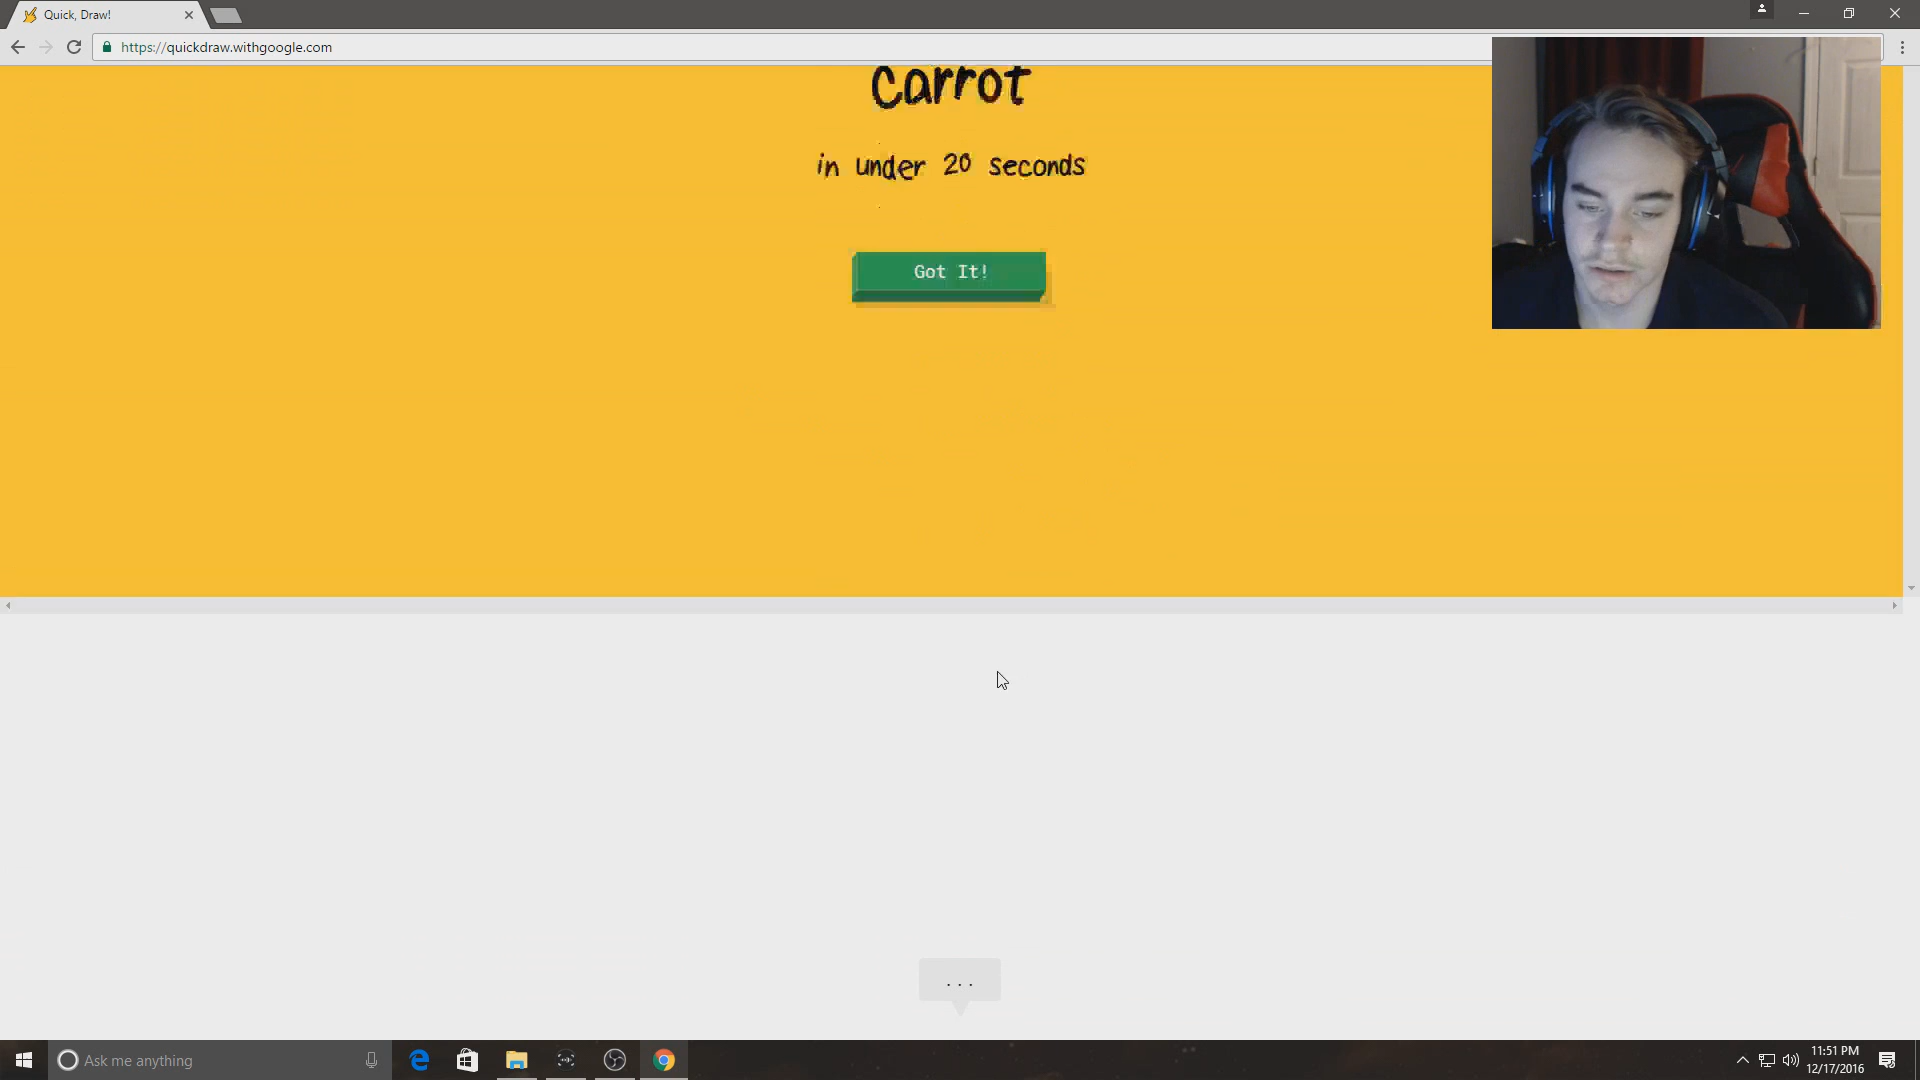 Quick, Draw!
https://quickdraw.withgoogle.com
Carrot
in under 20 seconds
Got It!
...
Ask me anything
11:51 PM
12/17/2016